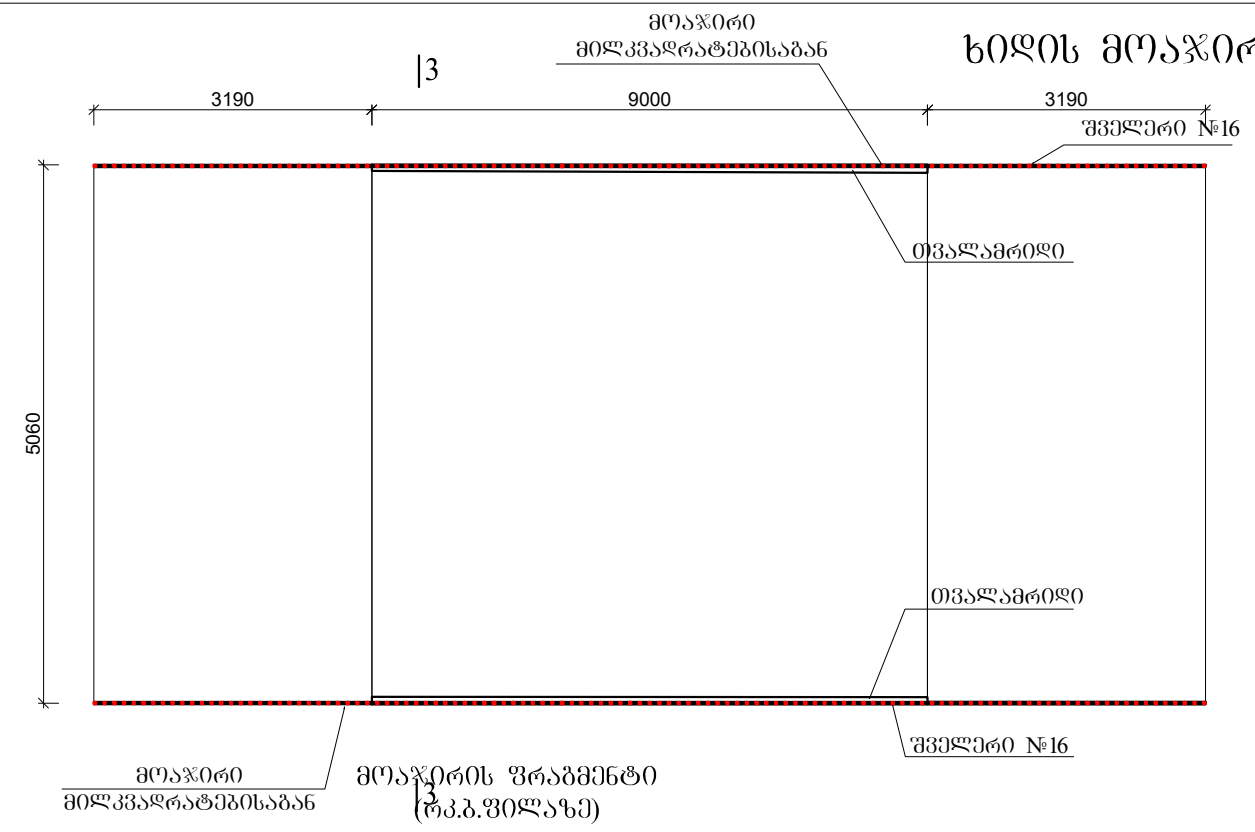 მოაჯირი
მილკვადრატებისაგან
ხიდის მოაჯირ
3
3190
9000
3190
შველერი №16
თვალამრიდი
5060
თვალამრიდი
შველერი №16
მოაჯირი
მილკვადრატებისაგან
მოაჯირის ფრაგმენტი
3
(რკ.ბ.ფილაზე)